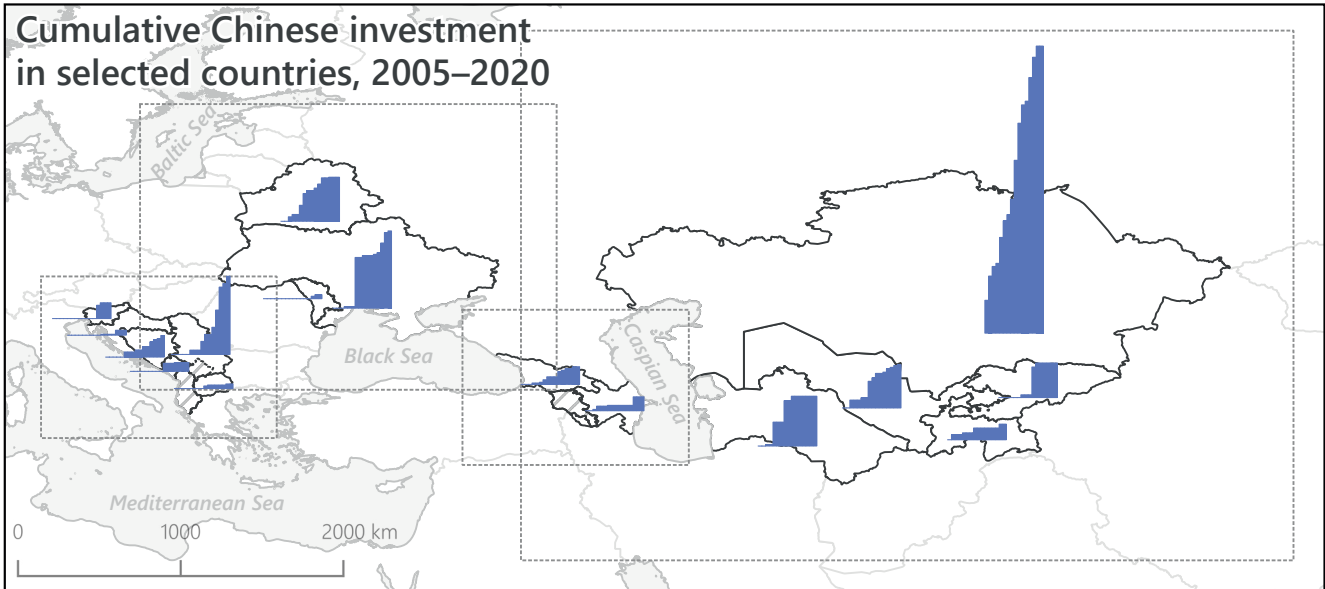 Cumulative Chinese investment
in selected countries, 2005–2020
Baltic Sea
Black Sea
Caspian Sea
Mediterranean Sea
0 1000 2000 km